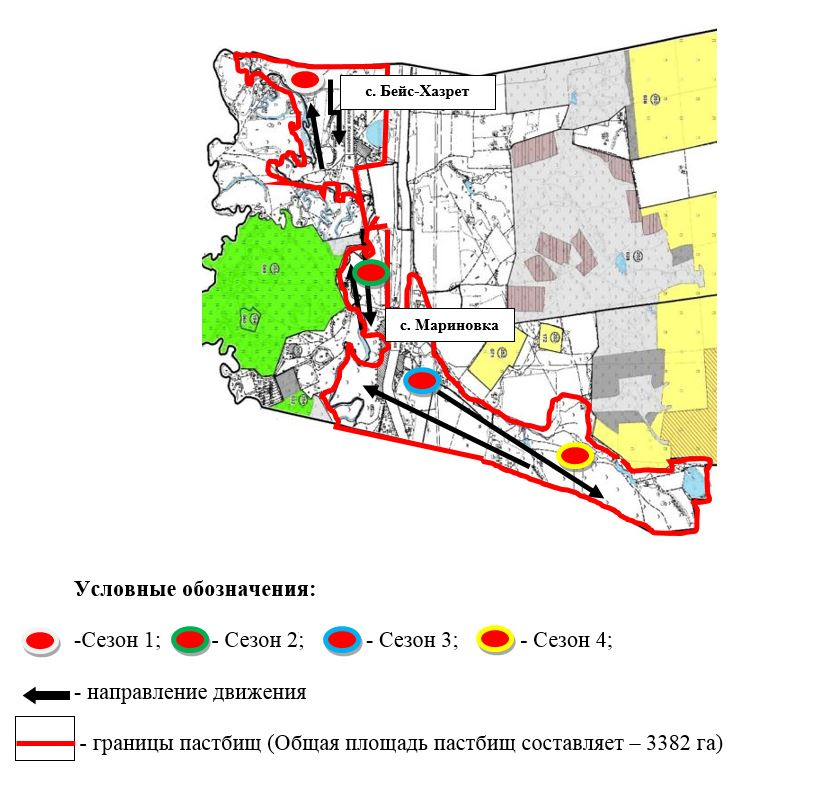 с. Бейс-Хазрет
с. Мариновка
Условные обозначения:
-Сезон 1; - Сезон 2; - Сезон 3; - Сезон 4;
- направление движения
- границы пастбищ (Общая площадь пастбищ составляет – 3382 га)